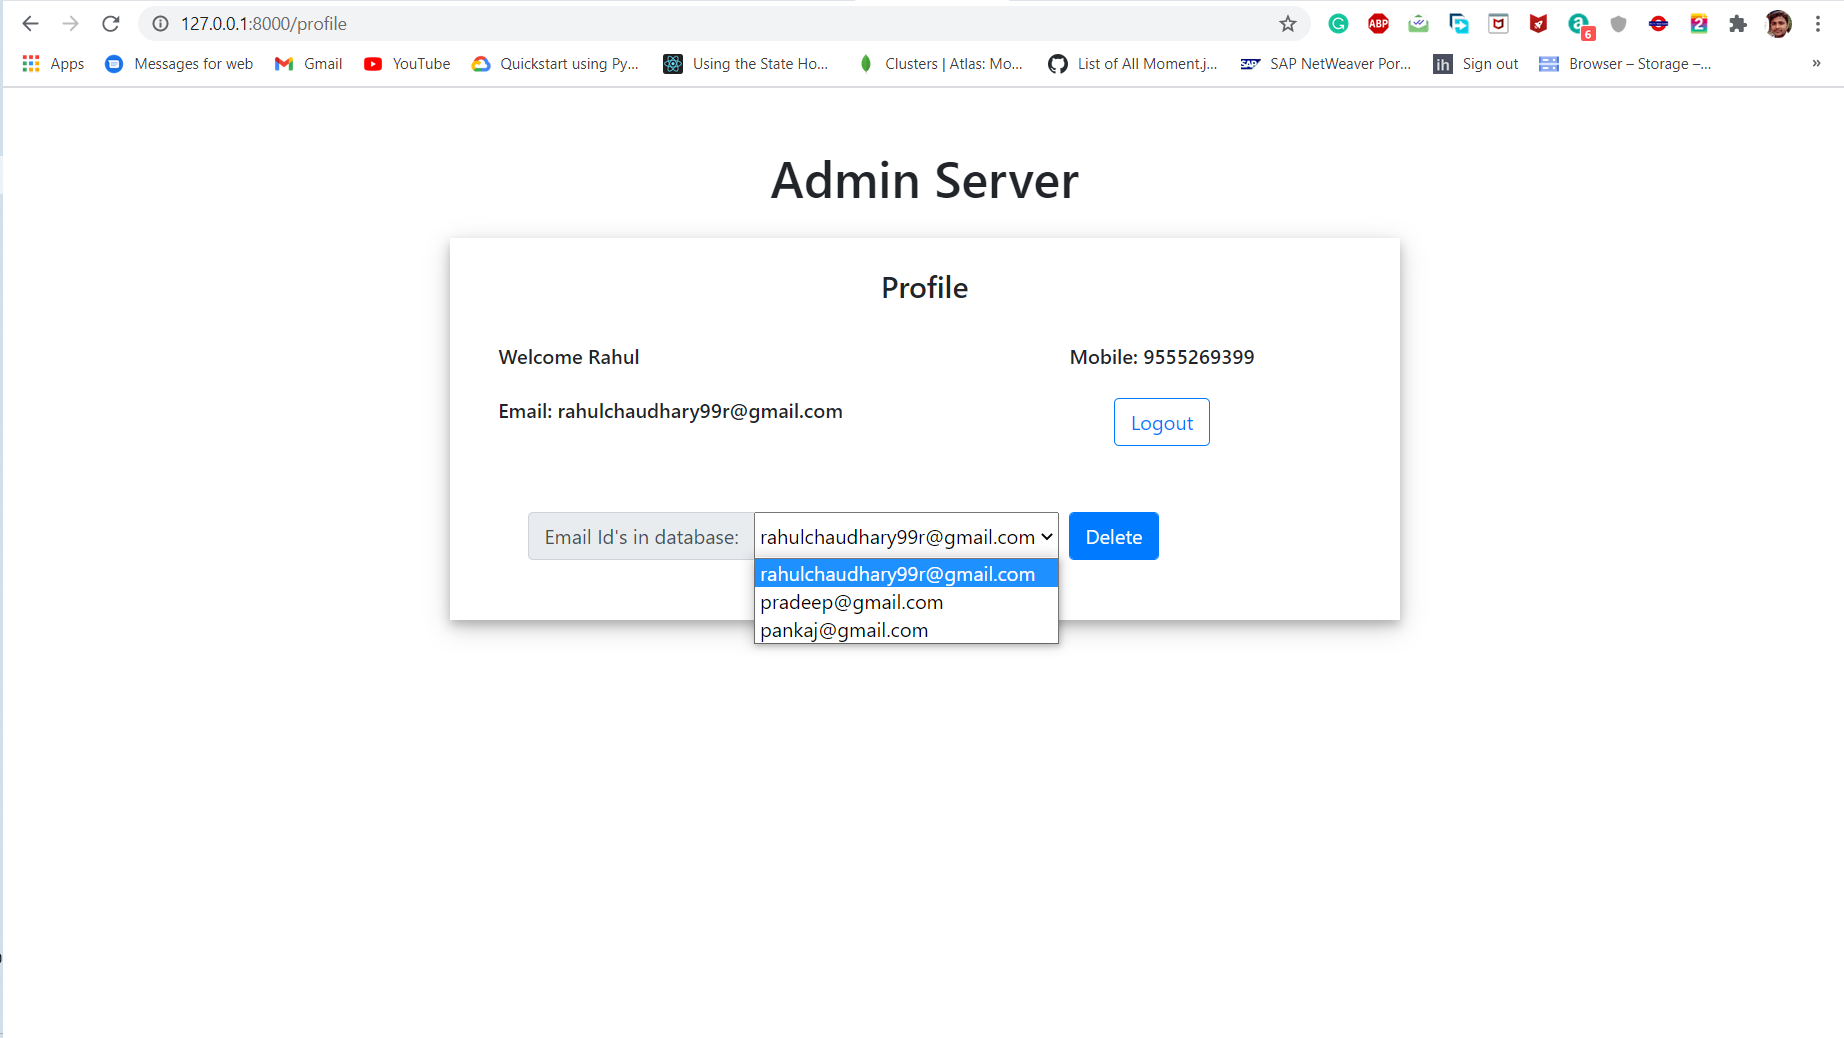 127.0.0.1:8000/profile
ABP
6
2
Apps Messages for web Gmail YouTube Quickstart using Py... Using the State Ho... Clusters | Atlas: Mo... List of All Moment.j... SAP SAP NetWeaver Por... ih Sign out Browser – Storage –... »
Admin Server
Profile
Welcome Rahul Mobile: 9555269399
Email: rahulchaudhary99r@gmail.com Logout
Email Id's in database: rahulchaudhary99r@gmail.com Delete
rahulchaudhary99r@gmail.com
pradeep@gmail.com
pankaj@gmail.com